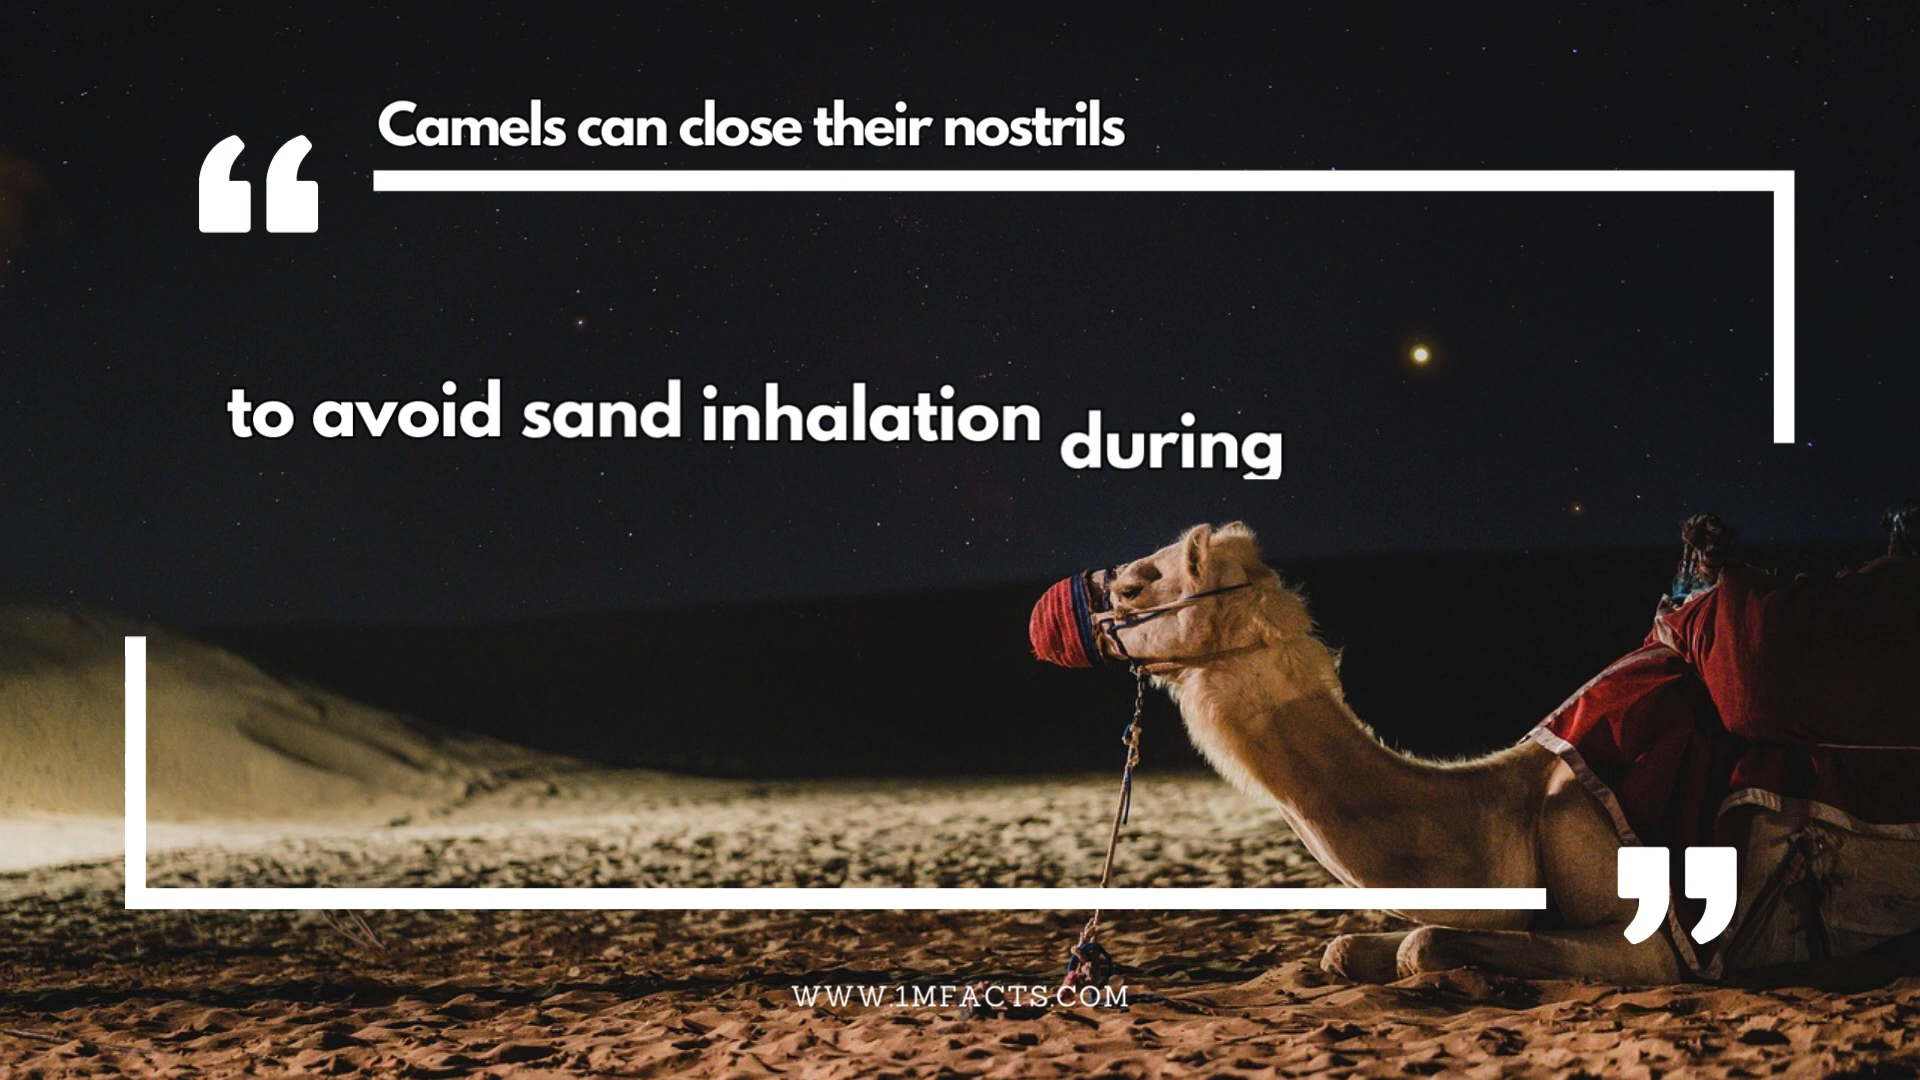 Camels can close their nostrils
to avoid sand inhalation during
WWW.1MFACTS.COM